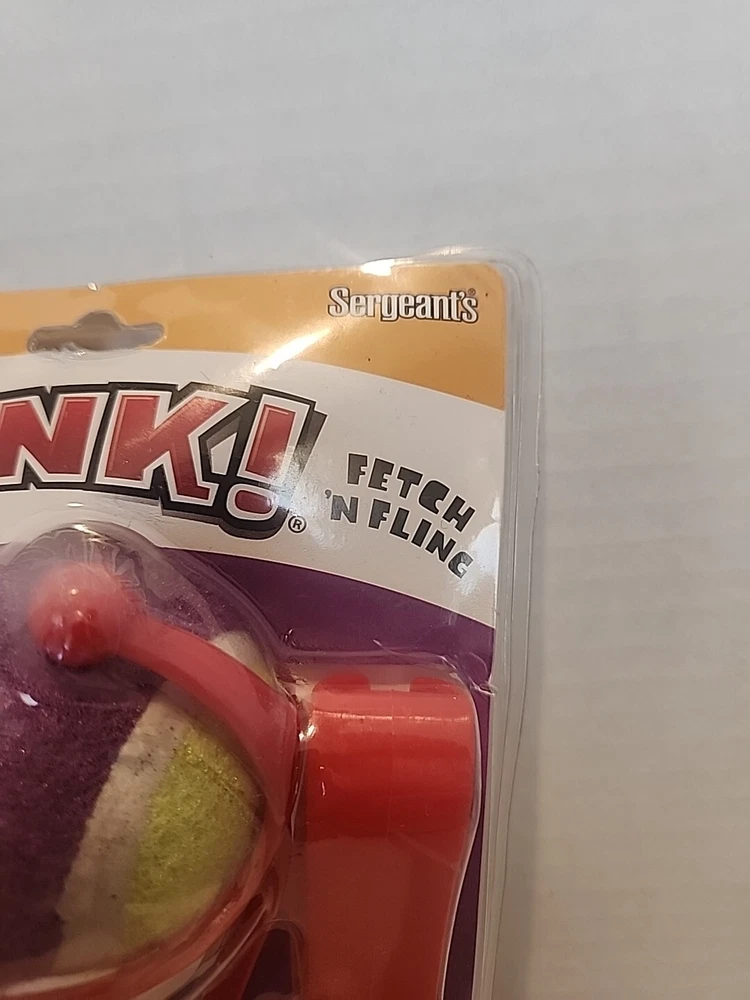 Sergeant's®
NK!®
FETCH
'N FLING